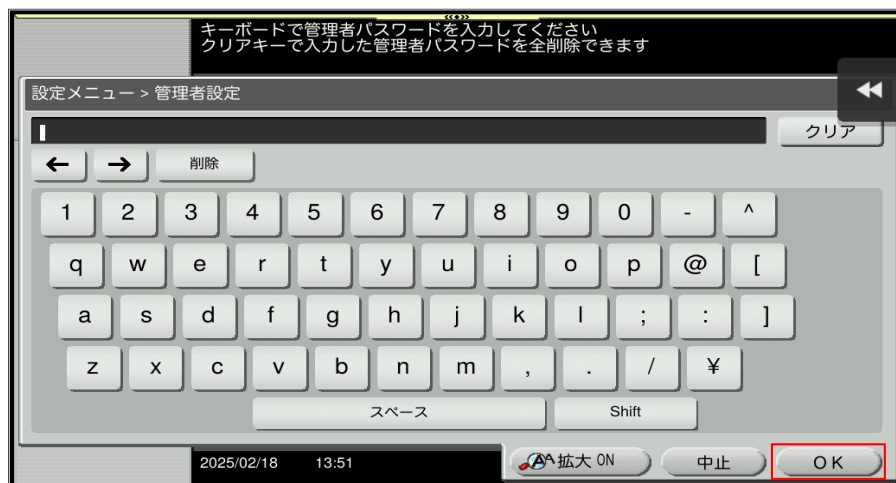 キーボードで管理者パスワードを入力してください
クリアキーで入力した管理者パスワードを全削除できます
設定メニュー > 管理者設定
クリア
← → 削除
1 2 3 4 5 6 7 8 9 0 - ^
q w e r t y u i o p @ [
a s d f g h j k l ; : ]
z x c v b n m , . / ¥
スペース Shift
2025/02/18 13:51 拡大 ON 中止 OK